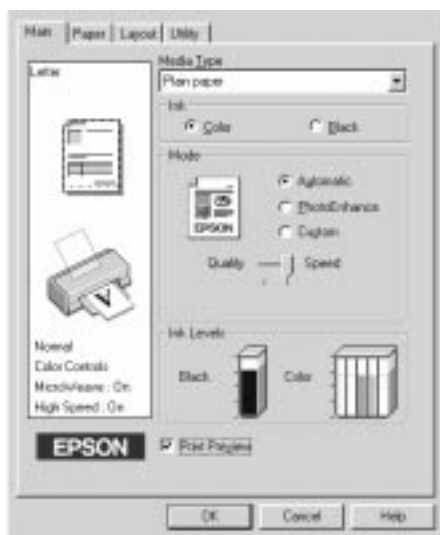 Main Paper Layout Utility
Letter
Media Type
Plain paper
Ink
Color Black
Mode
Automatic
PhotoEnhance
Custom
EPSON
Quality Speed
Ink Levels
Black Color
Normal
Color Controls
MicroWeave : On
High Speed : On
EPSON
Print Preview
OK Cancel Help